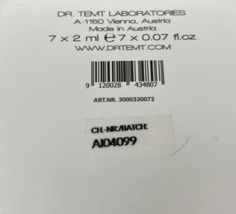 DR. TEMT LABORATORIES
A-1160 Vienna, Austria
Made in Austria
7 x 2 ml ℮ 7 x 0.07 fl.oz
WWW.DRTEMT.COM
9 120028 434807
ART.NR. 3000330072
CH.-NR./BATCH:
AI04099